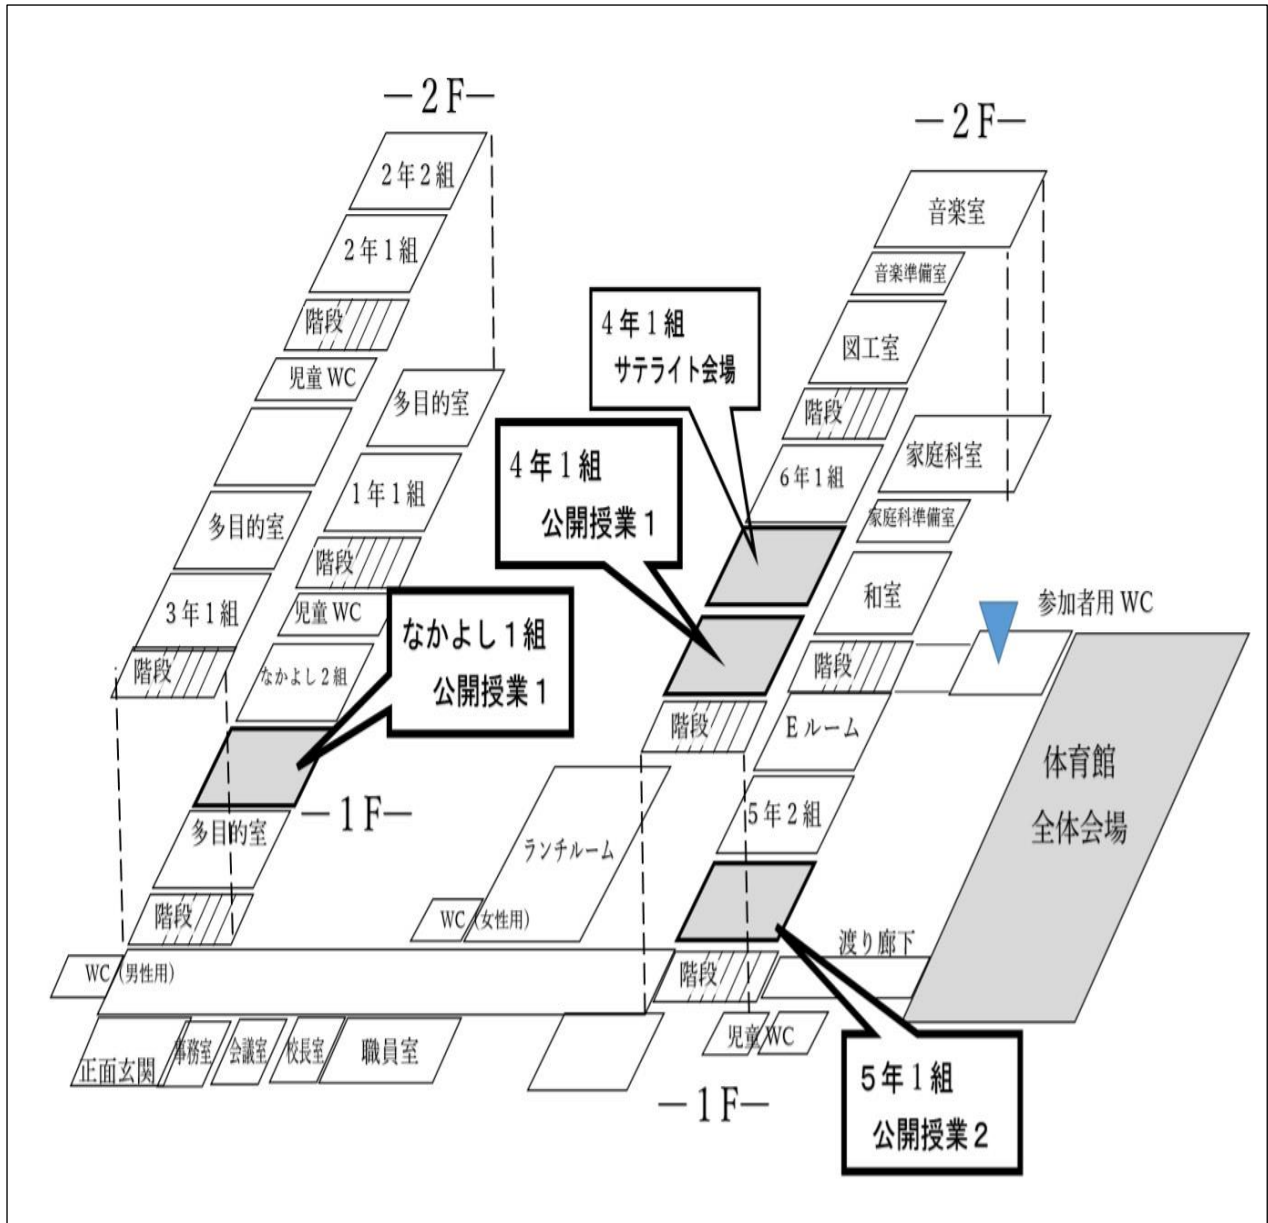 —２Ｆ—
２年２組
２年１組
階段
児童 WC
多目的室
３年１組
階段
多目的室
１年１組
階段
児童 WC
なかよし２組
なかよし１組
公開授業１
—１Ｆ—
多目的室
階段
WC（男性用）
正面玄関
事務室
会議室
校長室
職員室
ランチルーム
WC（女性用）
—２Ｆ—
音楽室
音楽準備室
図工室
階段
６年１組
４年１組
サテライト会場
４年１組
公開授業１
階段
家庭科室
家庭科準備室
和室
階段
Ｅルーム
５年２組
階段
児童 WC
—１Ｆ—
５年１組
公開授業２
渡り廊下
参加者用 WC
体育館
全体会場